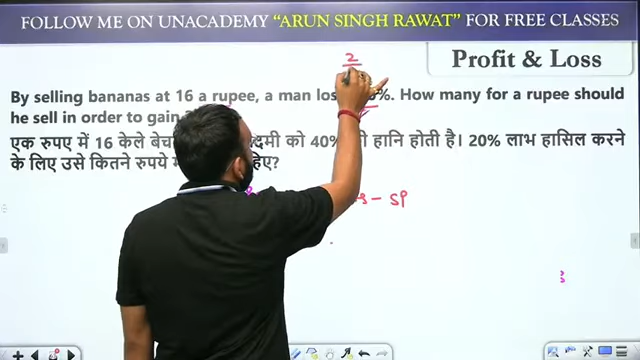 FOLLOW ME ON UNACADEMY “ARUN SINGH RAWAT” FOR FREE CLASSES
Profit & Loss
2
By selling bananas at 16 a rupee, a man %. How many for a rupee should
he sell in order to gain
एक रुपए में 16 केले को 40% हानि होती है। 20% लाभ हासिल करने
के लिए उसे कितने रुपये
- SP